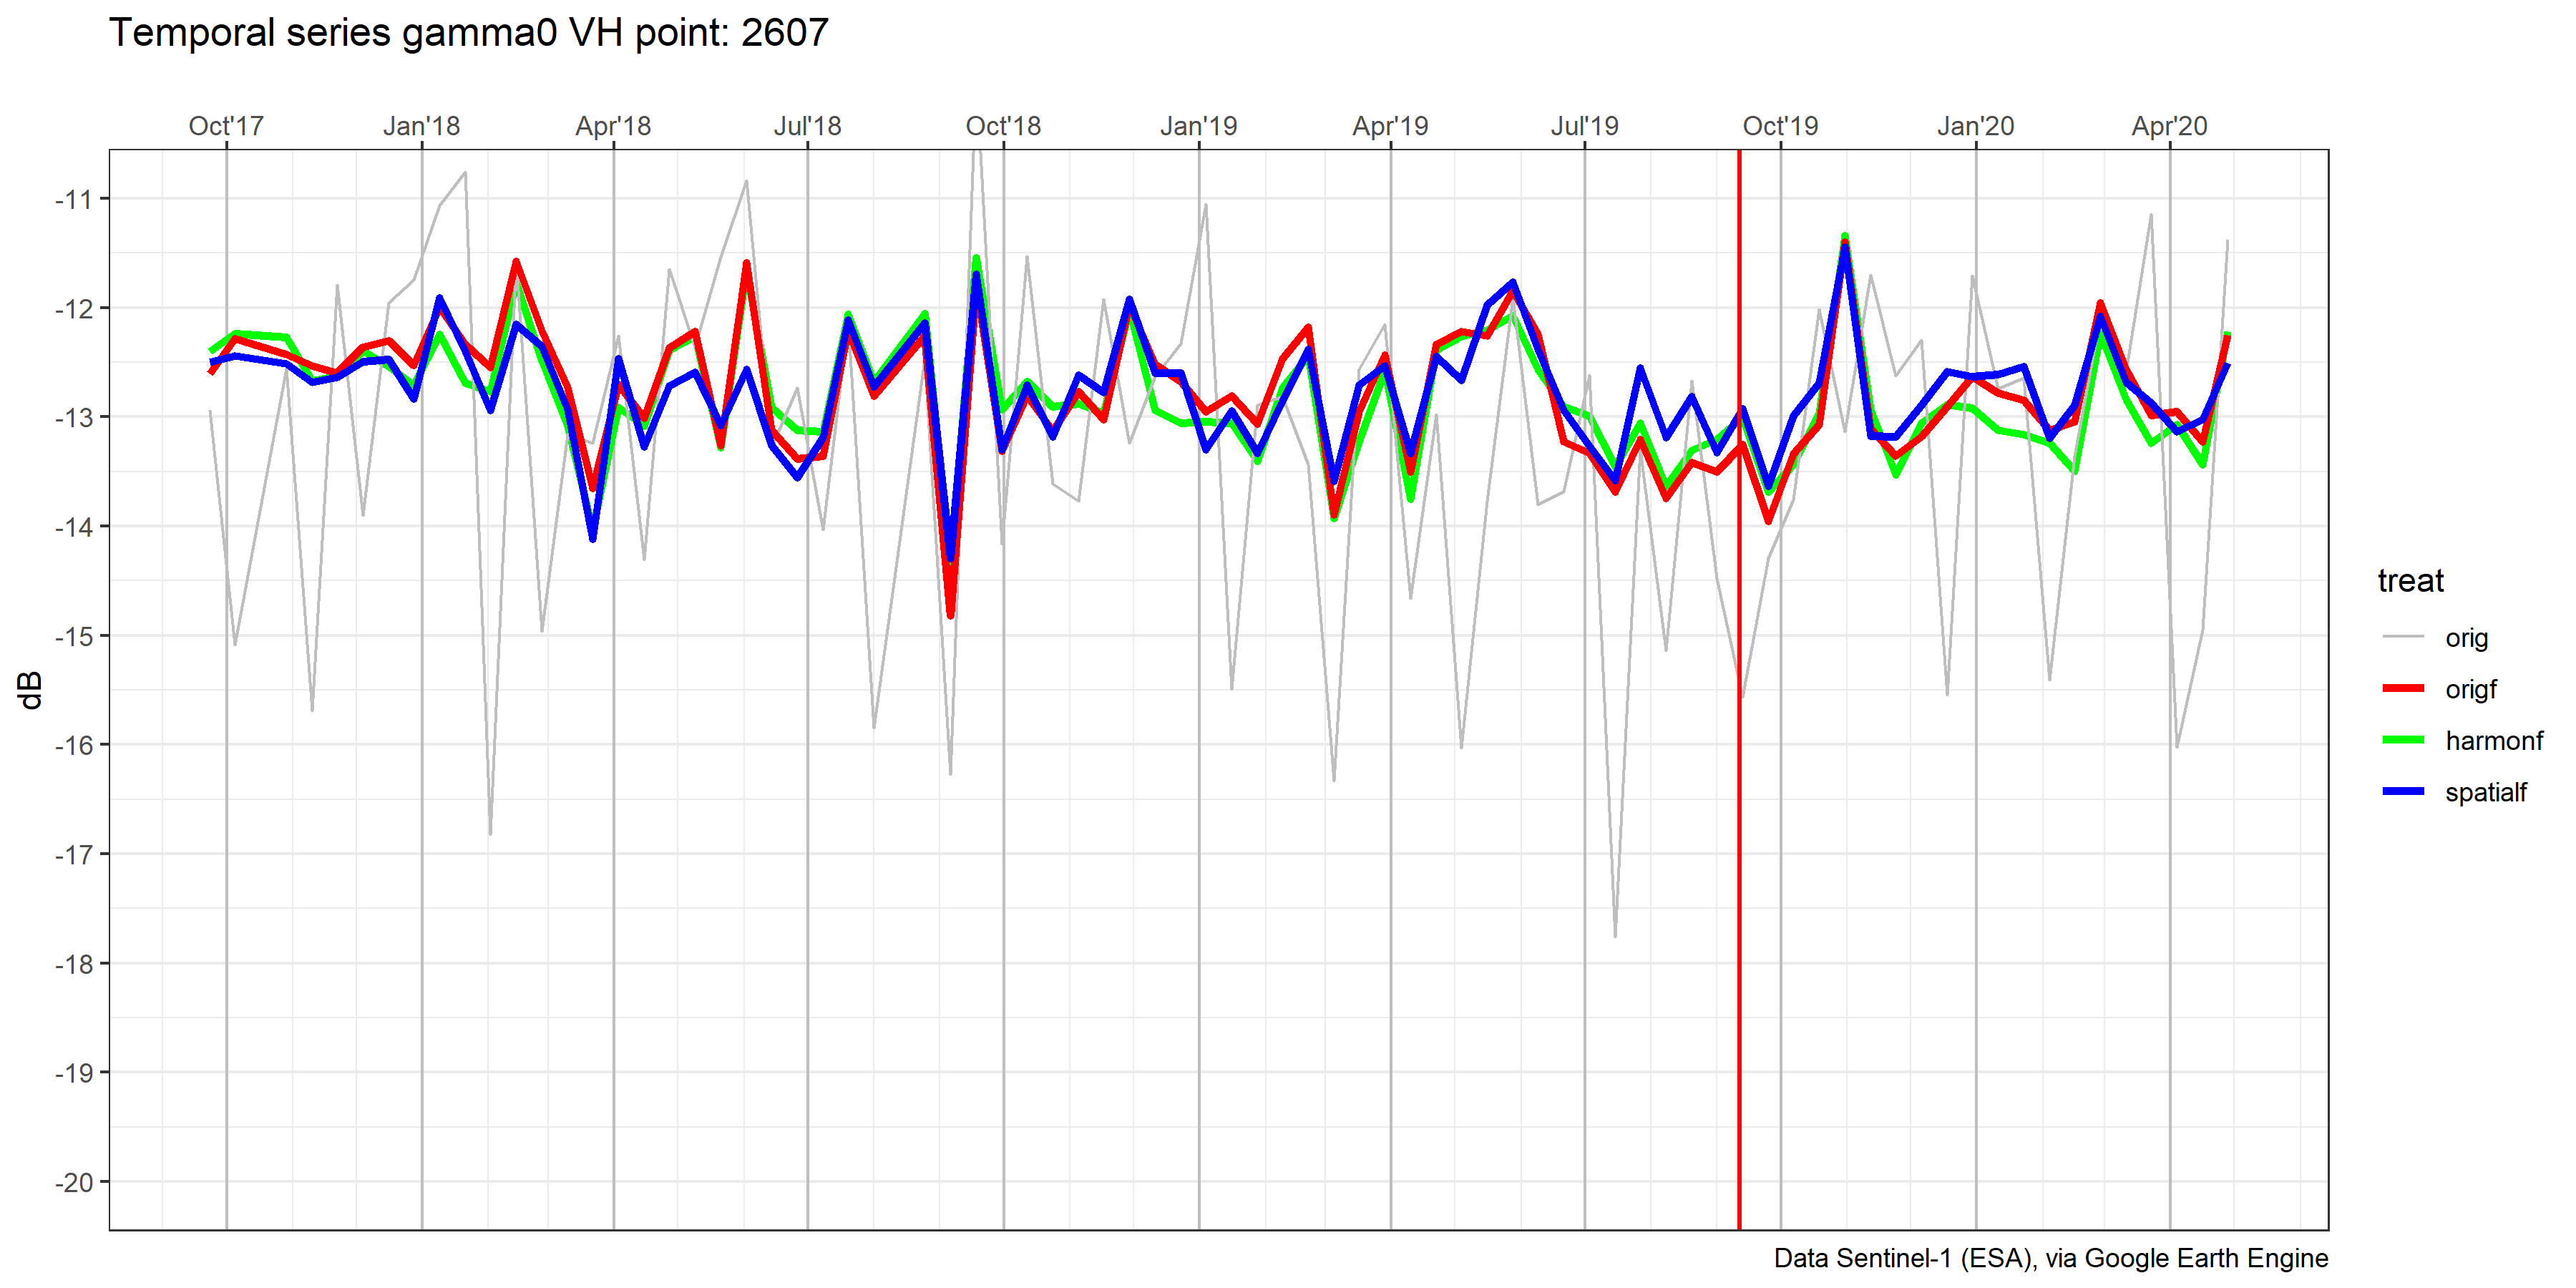 Temporal series gamma0 VH point: 2607
Oct'17 Jan'18 Apr'18 Jul'18 Oct'18 Jan'19 Apr'19 Jul'19 Oct'19 Jan'20 Apr'20
-11
-12
-13
-14
-15
-16
-17
-18
-19
-20
dB
treat
orig
origf
harmonf
spatialf
Data Sentinel-1 (ESA), via Google Earth Engine